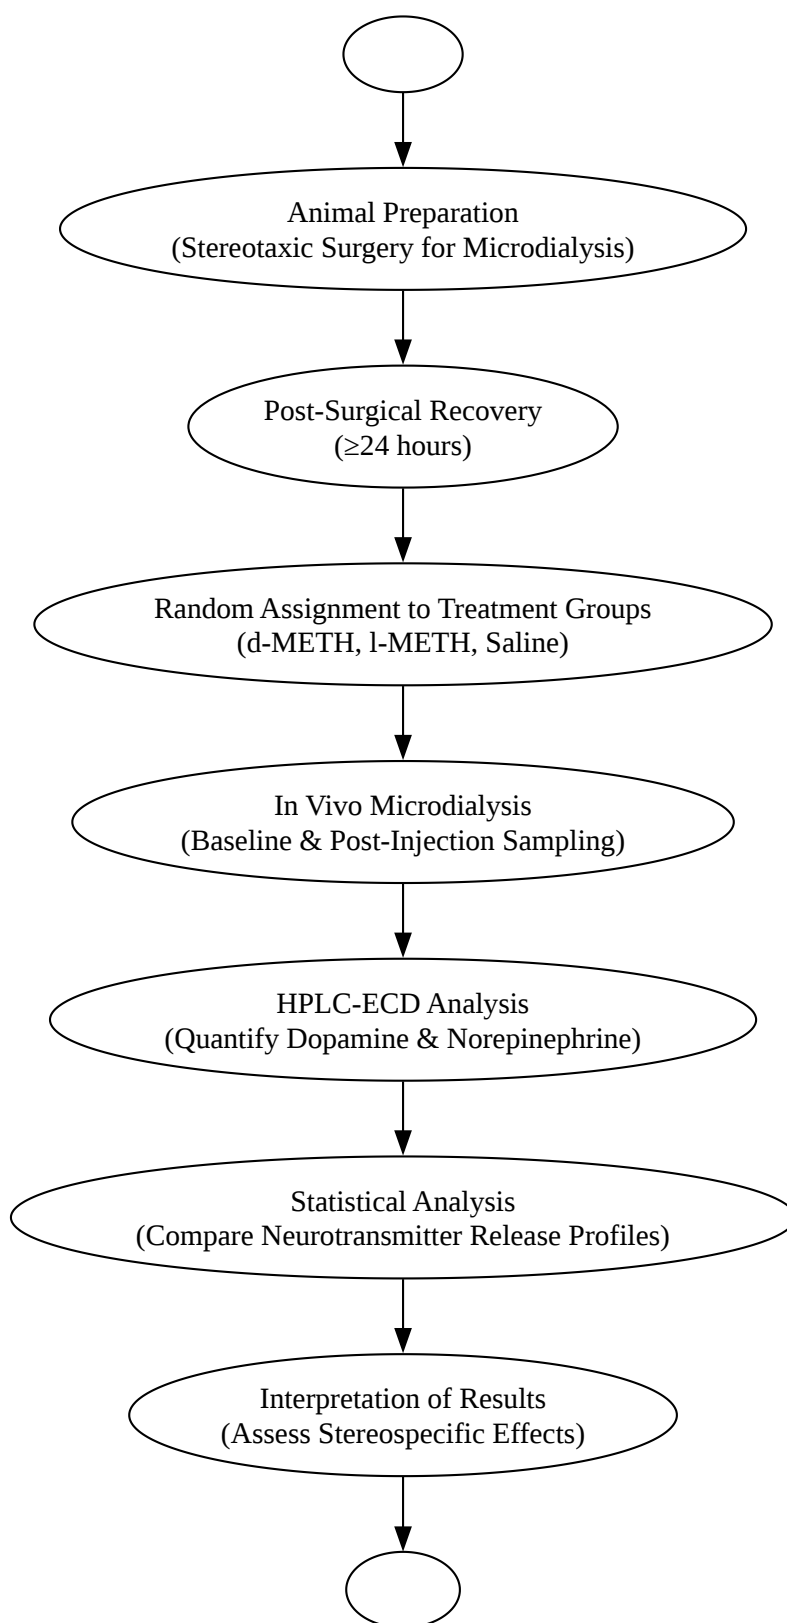 Animal Preparation
(Stereotaxic Surgery for Microdialysis)
Post-Surgical Recovery
(≥24 hours)
Random Assignment to Treatment Groups
(d-METH, l-METH, Saline)
In Vivo Microdialysis
(Baseline & Post-Injection Sampling)
HPLC-ECD Analysis
(Quantify Dopamine & Norepinephrine)
Statistical Analysis
(Compare Neurotransmitter Release Profiles)
Interpretation of Results
(Assess Stereospecific Effects)